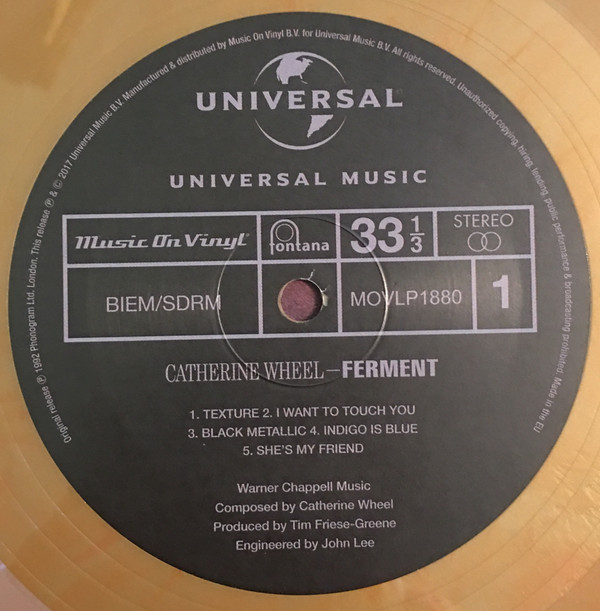 Original release ℗ 1992 Phonogram Ltd. London. This release ℗ & © 2017 Universal Music B.V. Manufactured & distributed by Music On Vinyl B.V. for Universal Music B.V. All rights reserved. Unauthorized copying, hiring, lending, public performance & broadcasting prohibited. Made in the EU
UNIVERSAL
UNIVERSAL MUSIC
Music On Vinyl
fontana
33 1/3
STEREO
BIEM/SDRM
MOVLP1880
1
CATHERINE WHEEL – FERMENT
1. TEXTURE 2. I WANT TO TOUCH YOU
3. BLACK METALLIC 4. INDIGO IS BLUE
5. SHE'S MY FRIEND
Warner Chappell Music
Composed by Catherine Wheel
Produced by Tim Friese-Greene
Engineered by John Lee